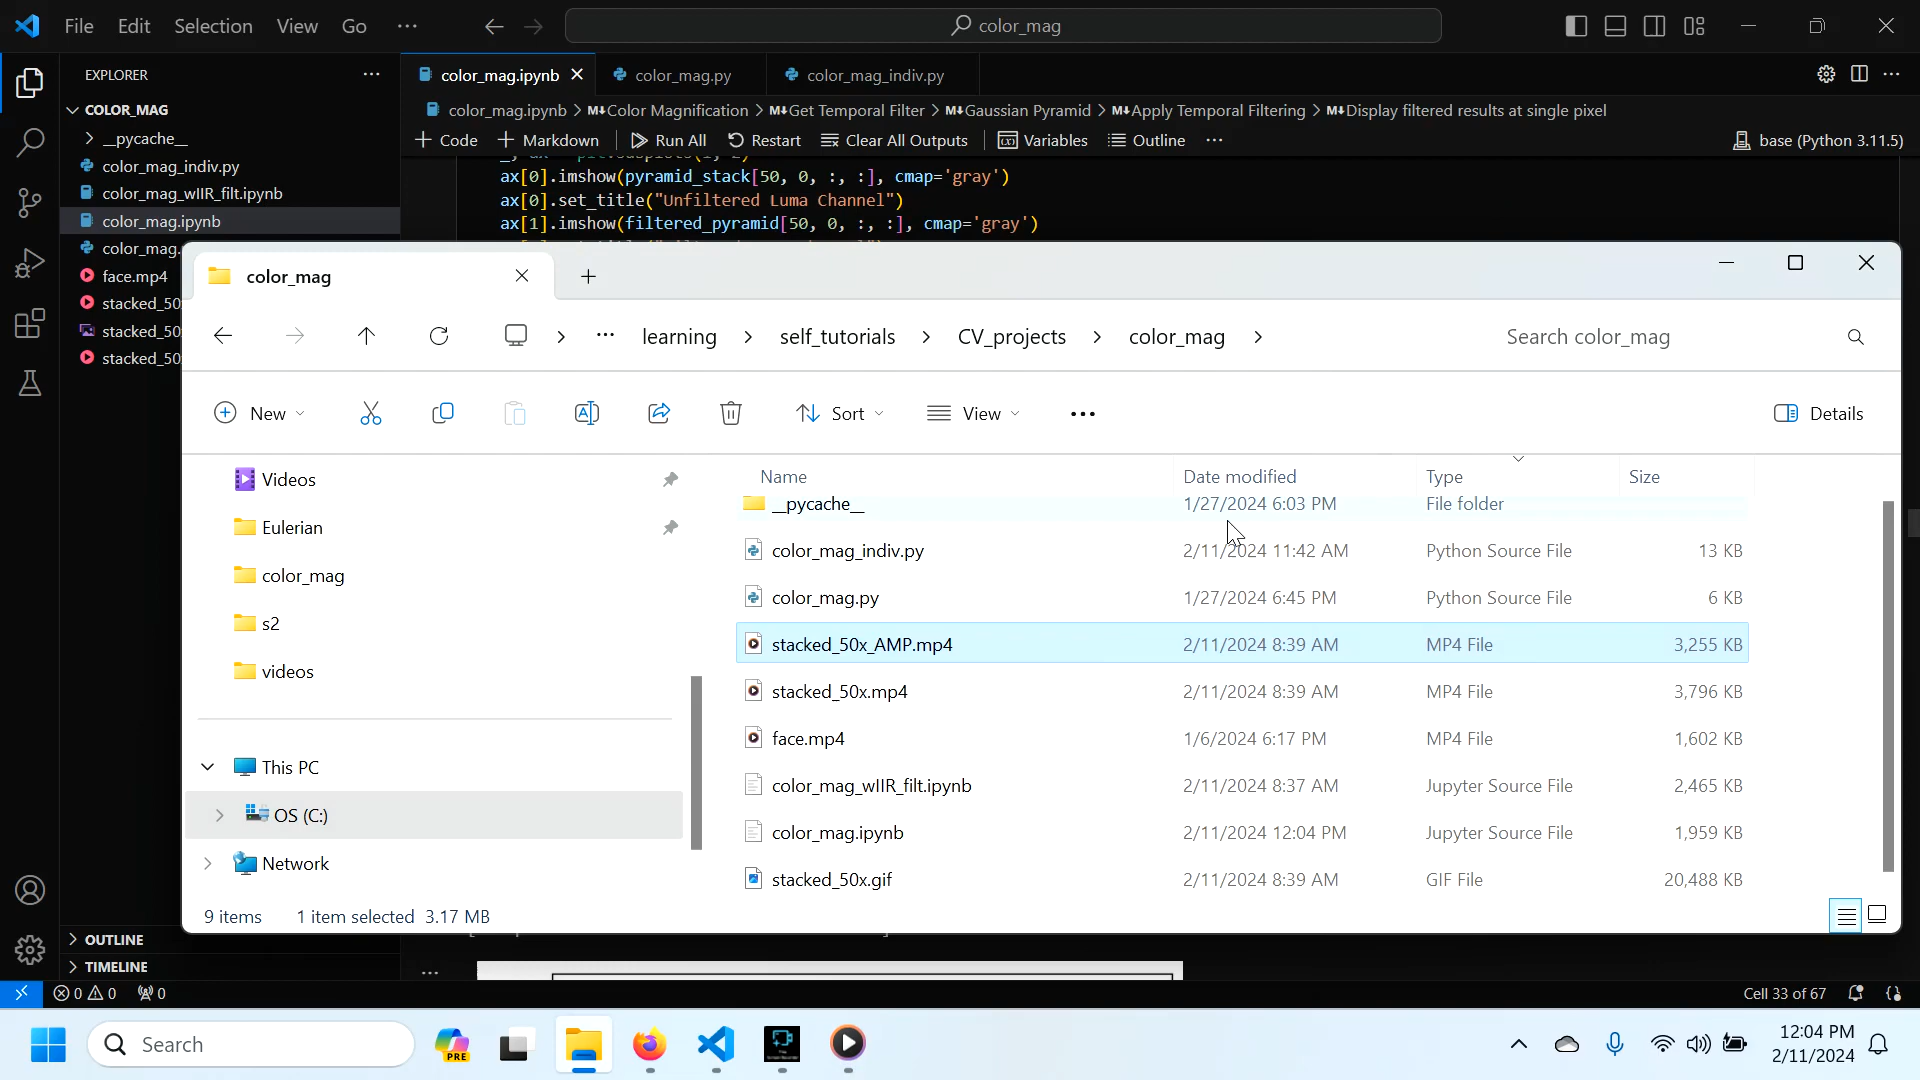 File Edit Selection View Go ···
color_mag
EXPLORER
COLOR_MAG
__pycache__
color_mag_indiv.py
color_mag_wIIR_filt.ipynb
color_mag.ipynb
color_mag.
face.mp4
stacked_50
stacked_50
stacked_50
OUTLINE
TIMELINE
color_mag.ipynb color_mag.py color_mag_indiv.py
color_mag.ipynb > M↓Color Magnification > M↓Get Temporal Filter > M↓Gaussian Pyramid > M↓Apply Temporal Filtering > M↓Display filtered results at single pixel
+ Code + Markdown Run All Restart Clear All Outputs Variables Outline ··· base (Python 3.11.5)
ax[0].imshow(pyramid_stack[50, 0, :, :], cmap='gray')
ax[0].set_title("Unfiltered Luma Channel")
ax[1].imshow(filtered_pyramid[50, 0, :, :], cmap='gray')
color_mag
learning > self_tutorials > CV_projects > color_mag >
Search color_mag
New Sort View ··· Details
Videos
Eulerian
color_mag
s2
videos
This PC
OS (C:)
Network
Name Date modified Type Size
__pycache__ 1/27/2024 6:03 PM File folder
color_mag_indiv.py 2/11/2024 11:42 AM Python Source File 13 KB
color_mag.py 1/27/2024 6:45 PM Python Source File 6 KB
stacked_50x_AMP.mp4 2/11/2024 8:39 AM MP4 File 3,255 KB
stacked_50x.mp4 2/11/2024 8:39 AM MP4 File 3,796 KB
face.mp4 1/6/2024 6:17 PM MP4 File 1,602 KB
color_mag_wIIR_filt.ipynb 2/11/2024 8:37 AM Jupyter Source File 2,465 KB
color_mag.ipynb 2/11/2024 12:04 PM Jupyter Source File 1,959 KB
stacked_50x.gif 2/11/2024 8:39 AM GIF File 20,488 KB
9 items 1 item selected 3.17 MB
0 0 0
Cell 33 of 67
Search
PRE
12:04 PM
2/11/2024